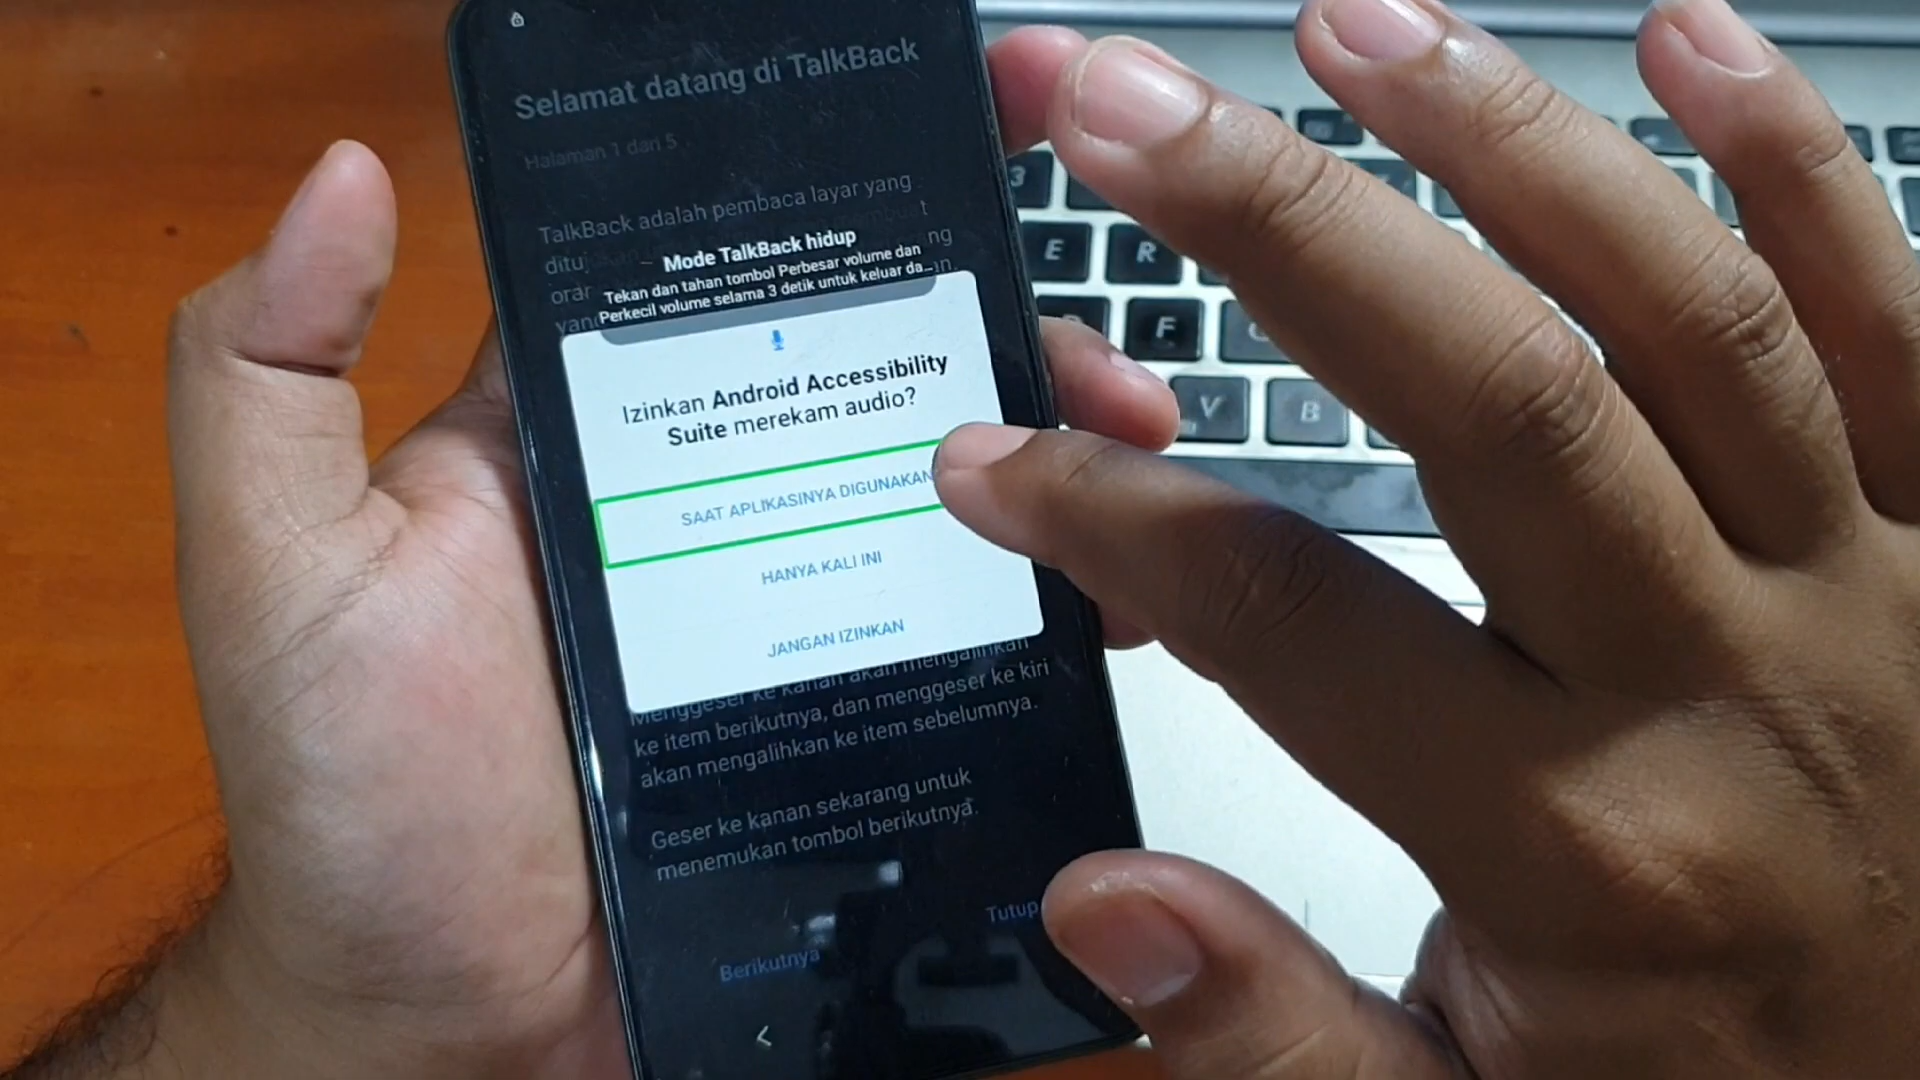 Selamat datang di TalkBack
Halaman 1 dari 5
TalkBack adalah pembaca layar yang
Mode TalkBack hidup
Tekan dan tahan tombol Perbesar volume dan
Perkecil volume selama 3 detik untuk keluar da...
Izinkan Android Accessibility
Suite merekam audio?
SAAT APLIKASINYA DIGUNAKAN
HANYA KALI INI
JANGAN IZINKAN
Menggeser ke kanan akan mengalihkan
ke item berikutnya, dan menggeser ke kiri
akan mengalihkan ke item sebelumnya.
Geser ke kanan sekarang untuk
menemukan tombol berikutnya.
Tutup
Berikutnya
3
E R
F
V B